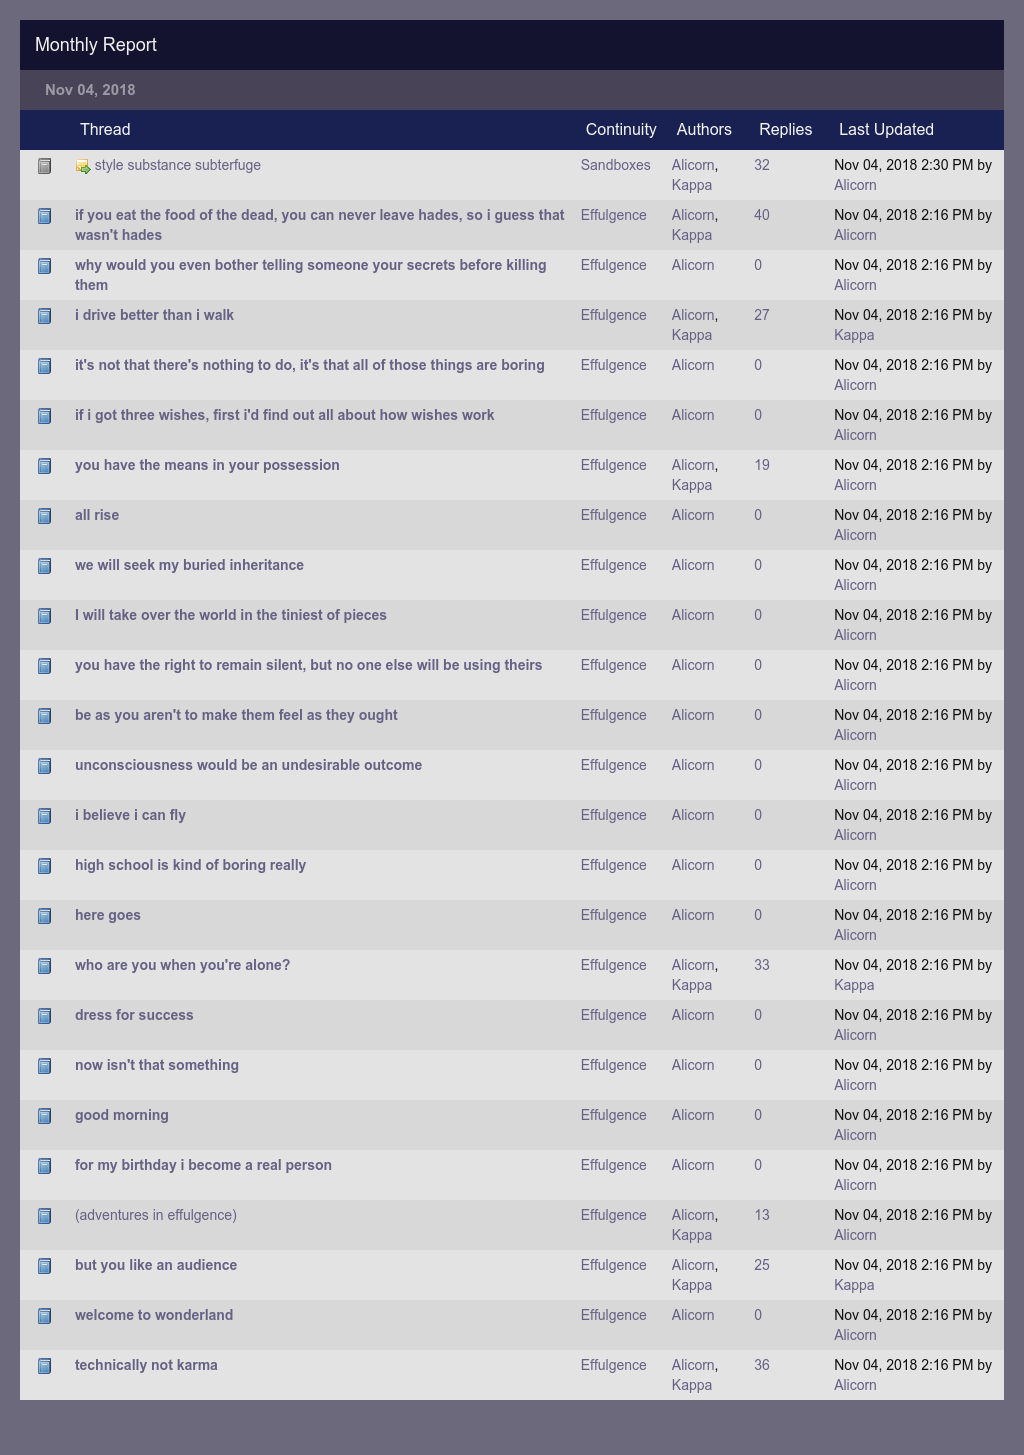 Monthly Report
Nov 04, 2018
Thread Continuity Authors Replies Last Updated
style substance subterfuge Sandboxes Alicorn, 32 Nov 04, 2018 2:30 PM by
Kappa Alicorn
if you eat the food of the dead, you can never leave hades, so i guess that Effulgence Alicorn, 40 Nov 04, 2018 2:16 PM by
wasn't hades Kappa Alicorn
why would you even bother telling someone your secrets before killing Effulgence Alicorn 0 Nov 04, 2018 2:16 PM by
them Alicorn
i drive better than i walk Effulgence Alicorn, 27 Nov 04, 2018 2:16 PM by
Kappa Kappa
it's not that there's nothing to do, it's that all of those things are boring Effulgence Alicorn 0 Nov 04, 2018 2:16 PM by
Alicorn
if i got three wishes, first i'd find out all about how wishes work Effulgence Alicorn 0 Nov 04, 2018 2:16 PM by
Alicorn
you have the means in your possession Effulgence Alicorn, 19 Nov 04, 2018 2:16 PM by
Kappa Alicorn
all rise Effulgence Alicorn 0 Nov 04, 2018 2:16 PM by
Alicorn
we will seek my buried inheritance Effulgence Alicorn 0 Nov 04, 2018 2:16 PM by
Alicorn
I will take over the world in the tiniest of pieces Effulgence Alicorn 0 Nov 04, 2018 2:16 PM by
Alicorn
you have the right to remain silent, but no one else will be using theirs Effulgence Alicorn 0 Nov 04, 2018 2:16 PM by
Alicorn
be as you aren't to make them feel as they ought Effulgence Alicorn 0 Nov 04, 2018 2:16 PM by
Alicorn
unconsciousness would be an undesirable outcome Effulgence Alicorn 0 Nov 04, 2018 2:16 PM by
Alicorn
i believe i can fly Effulgence Alicorn 0 Nov 04, 2018 2:16 PM by
Alicorn
high school is kind of boring really Effulgence Alicorn 0 Nov 04, 2018 2:16 PM by
Alicorn
here goes Effulgence Alicorn 0 Nov 04, 2018 2:16 PM by
Alicorn
who are you when you're alone? Effulgence Alicorn, 33 Nov 04, 2018 2:16 PM by
Kappa Kappa
dress for success Effulgence Alicorn 0 Nov 04, 2018 2:16 PM by
Alicorn
now isn't that something Effulgence Alicorn 0 Nov 04, 2018 2:16 PM by
Alicorn
good morning Effulgence Alicorn 0 Nov 04, 2018 2:16 PM by
Alicorn
for my birthday i become a real person Effulgence Alicorn 0 Nov 04, 2018 2:16 PM by
Alicorn
(adventures in effulgence) Effulgence Alicorn, 13 Nov 04, 2018 2:16 PM by
Kappa Alicorn
but you like an audience Effulgence Alicorn, 25 Nov 04, 2018 2:16 PM by
Kappa Kappa
welcome to wonderland Effulgence Alicorn 0 Nov 04, 2018 2:16 PM by
Alicorn
technically not karma Effulgence Alicorn, 36 Nov 04, 2018 2:16 PM by
Kappa Alicorn